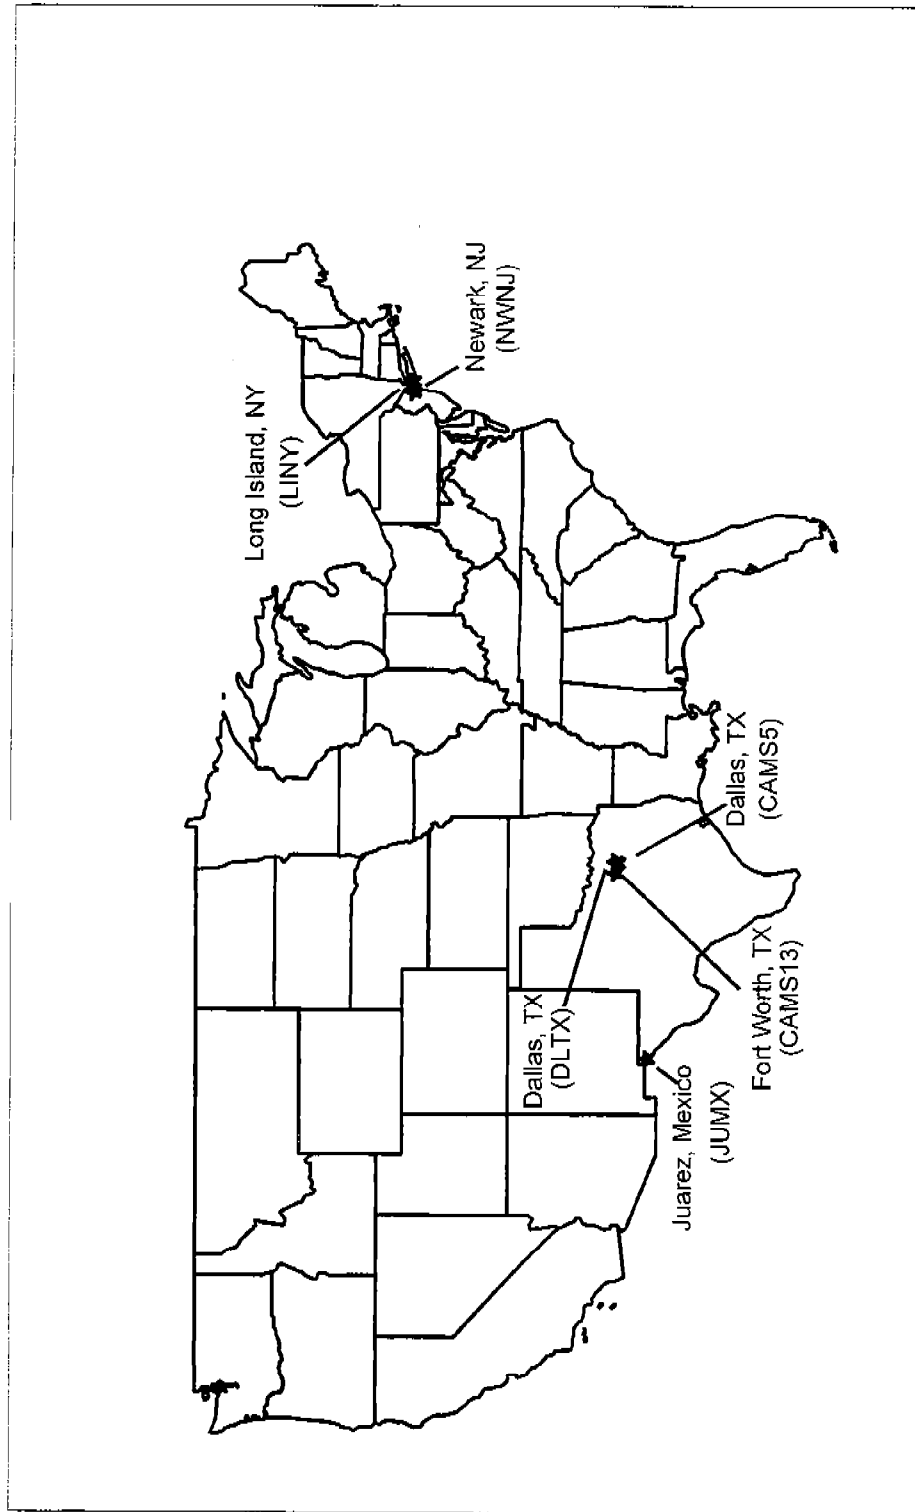 Long Island, NY
(LINY)
Newark, NJ
(NWNJ)
Dallas, TX
(DLTX)
Dallas, TX
(CAMS5)
Juarez, Mexico
(JUMX)
Fort Worth, TX
(CAMS13)